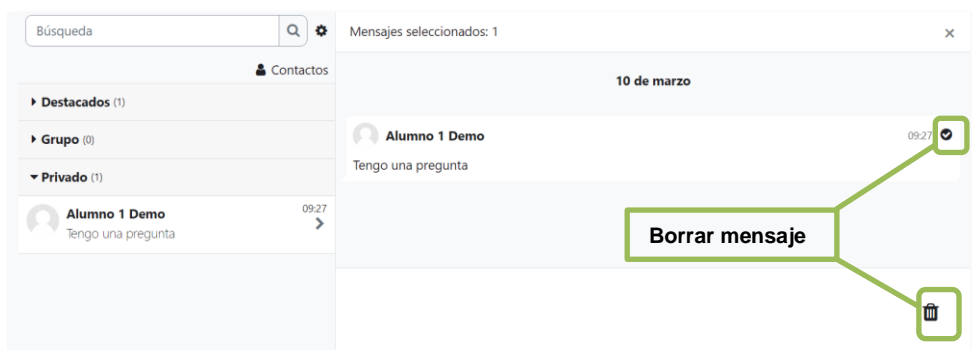 Búsqueda
Contactos
Destacados (1)
Grupo (0)
Privado (1)
Alumno 1 Demo
09:27
Tengo una pregunta
Mensajes seleccionados: 1
10 de marzo
Alumno 1 Demo
09:27
Tengo una pregunta
Borrar mensaje